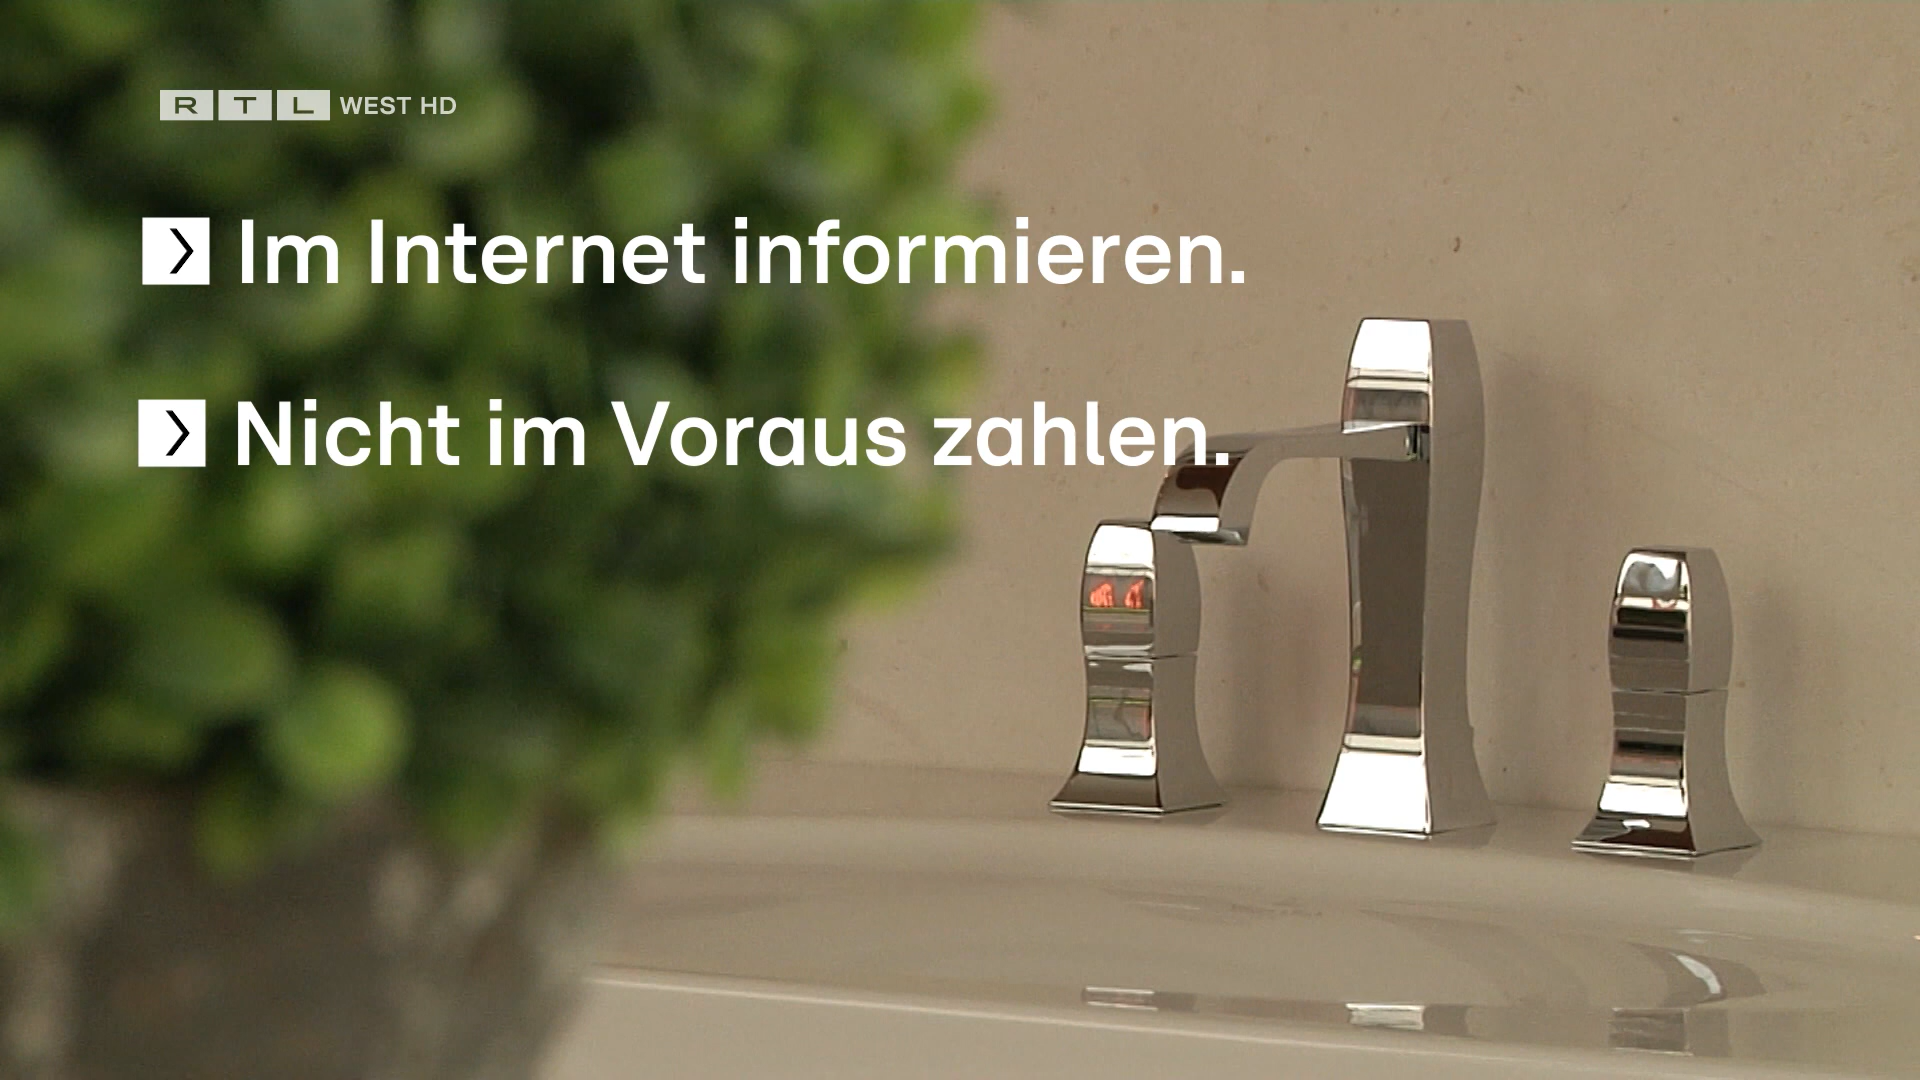 RTL WEST HD
Im Internet informieren.
Nicht im Voraus zahlen.